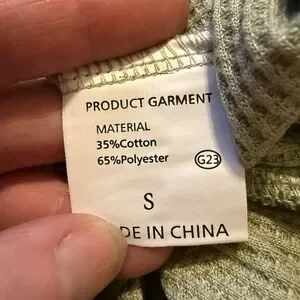 PRODUCT GARMENT
MATERIAL
35%Cotton
65%Polyester G23
S
DE IN CHINA